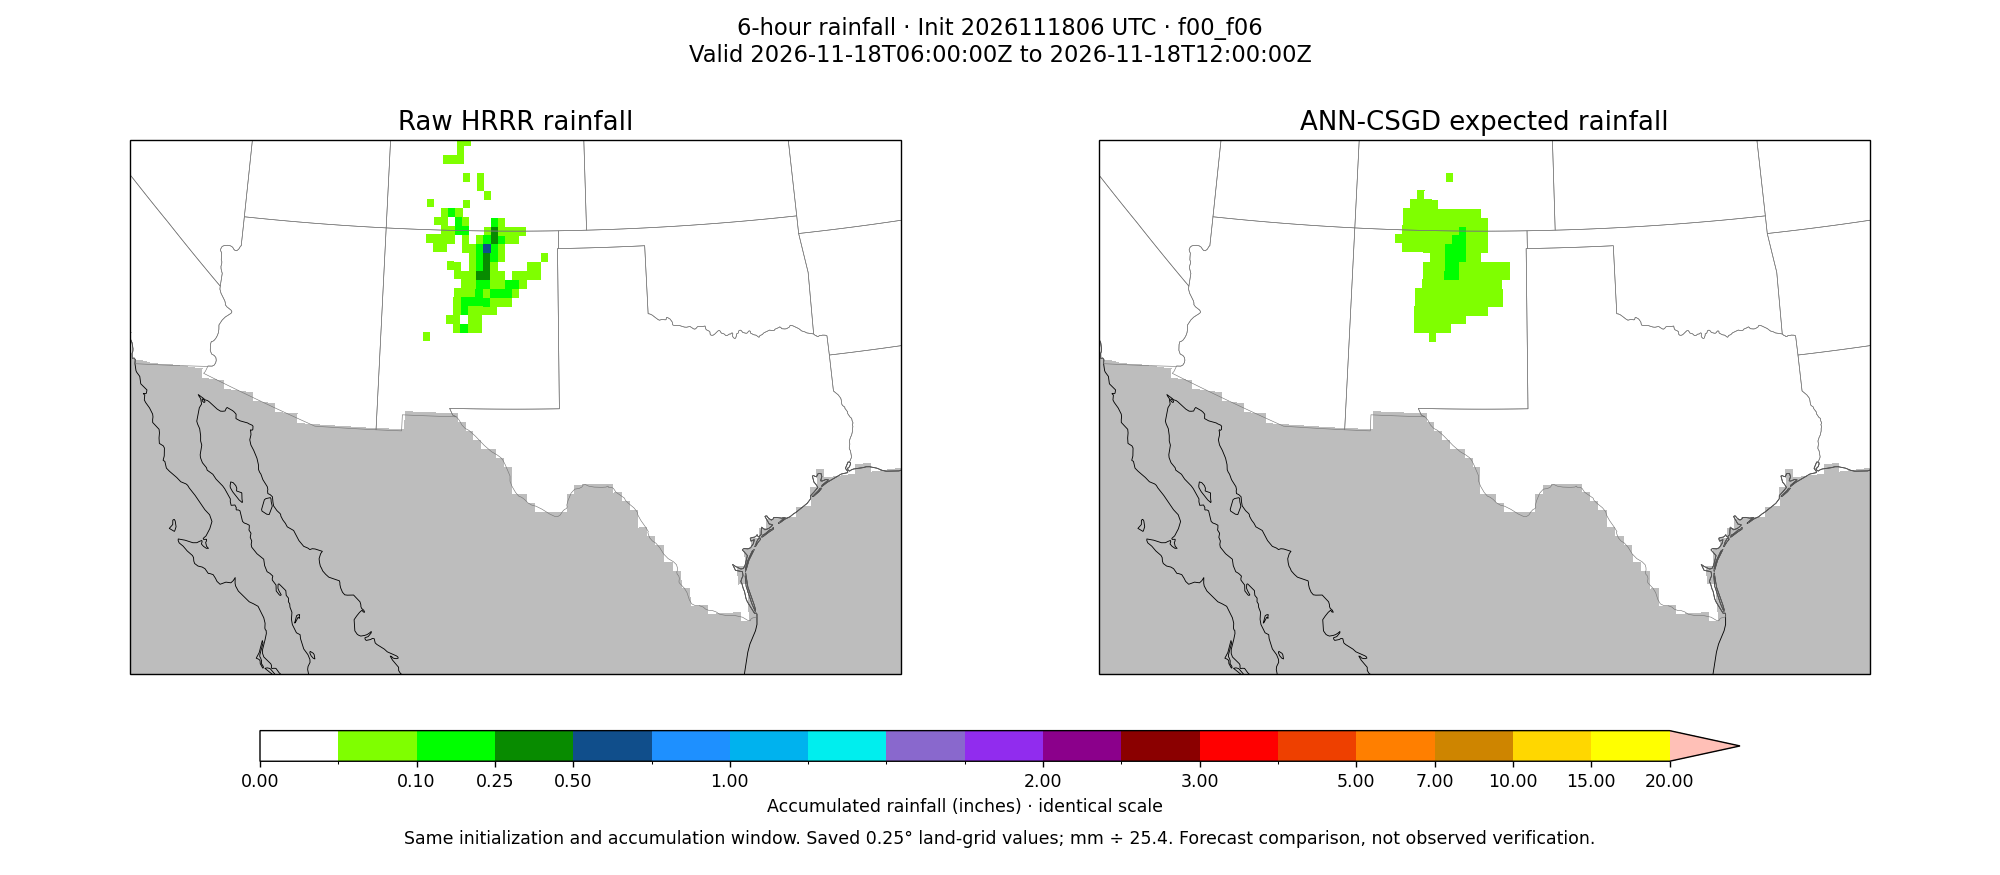 6-hour rainfall · Init 2026111806 UTC · f00_f06
Valid 2026-11-18T06:00:00Z to 2026-11-18T12:00:00Z
Raw HRRR rainfall
ANN-CSGD expected rainfall
0.00 0.10 0.25 0.50 1.00 2.00 3.00 5.00 7.00 10.00 15.00 20.00
Accumulated rainfall (inches) · identical scale
Same initialization and accumulation window. Saved 0.25° land-grid values; mm ÷ 25.4. Forecast comparison, not observed verification.